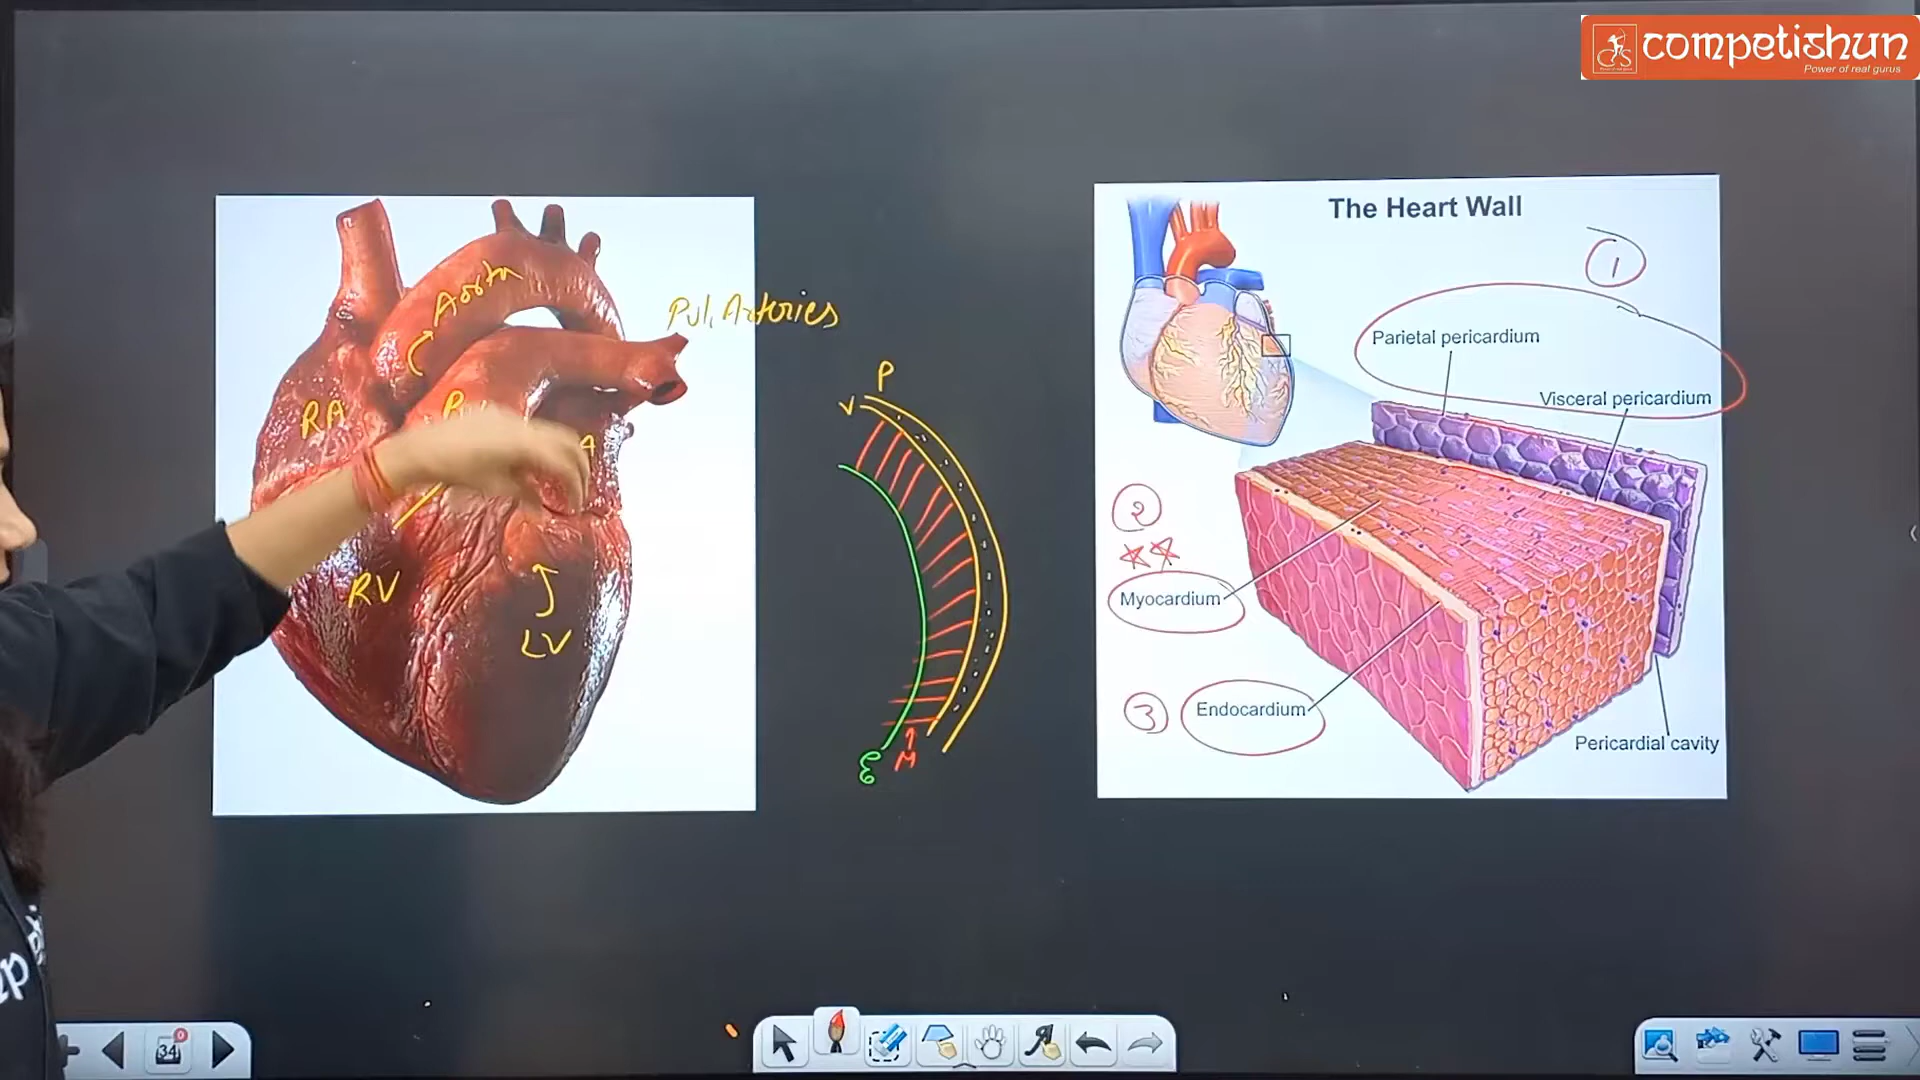 competishun
Power of real gurus
Aorta
Pul. Arteries
RA
P
A
RV
LV
P
V
E
M
The Heart Wall
1
Parietal pericardium
Visceral pericardium
2
Myocardium
3
Endocardium
Pericardial cavity
34
0